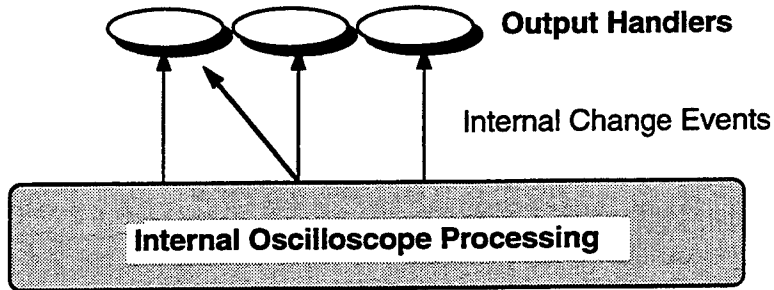 Output Handlers
Internal Change Events
Internal Oscilloscope Processing